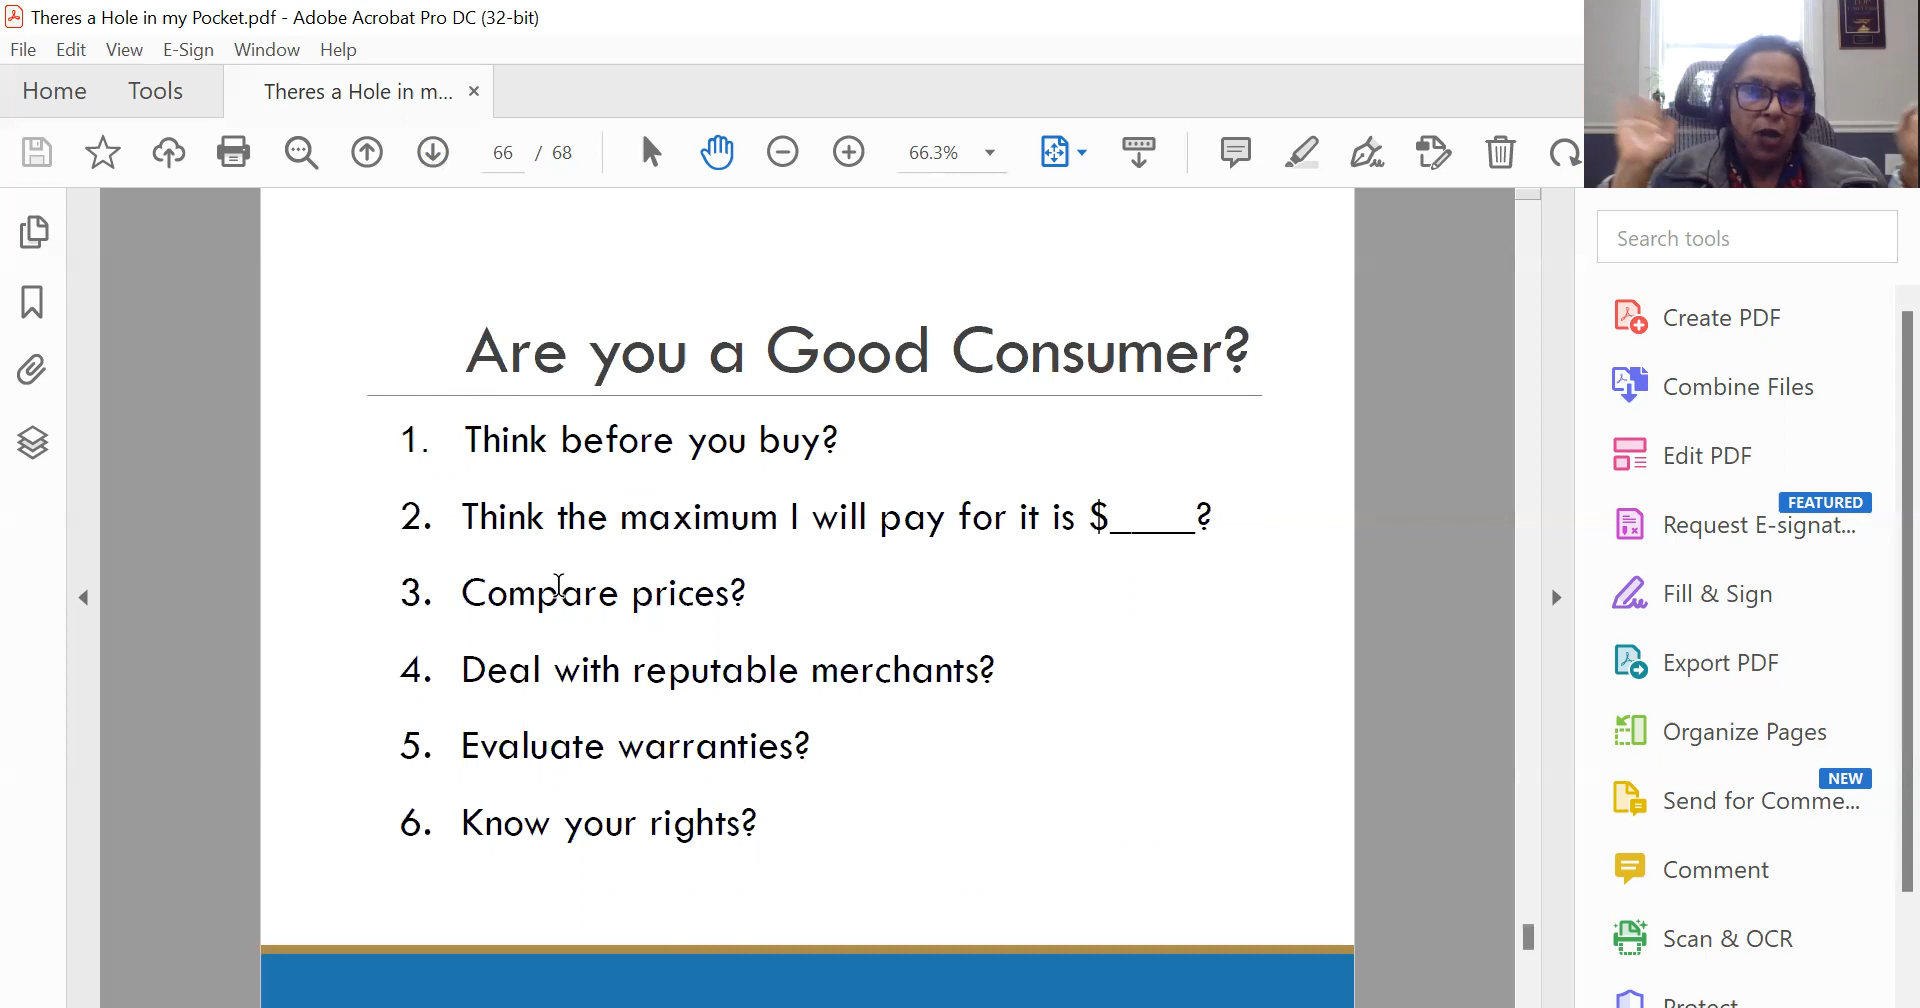 Theres a Hole in my Pocket.pdf - Adobe Acrobat Pro DC (32-bit)
File Edit View E-Sign Window Help
Home Tools Theres a Hole in m... ×
66 / 68 66.3%
Search tools
Are you a Good Consumer?
1. Think before you buy?
2. Think the maximum I will pay for it is $____?
3. Compare prices?
4. Deal with reputable merchants?
5. Evaluate warranties?
6. Know your rights?
Create PDF
Combine Files
Edit PDF
FEATURED
Request E-signat...
Fill & Sign
Export PDF
Organize Pages
NEW
Send for Comme...
Comment
Scan & OCR
Protect